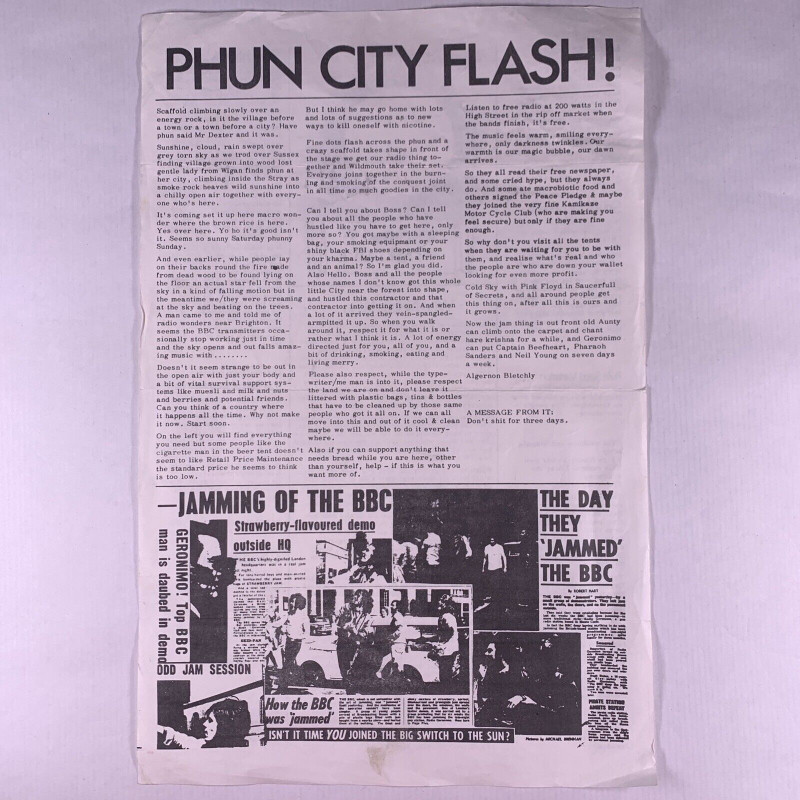 PHUN CITY FLASH!
Scaffold climbing slowly over an
energy rock, is it the village before
a town or a town before a city? Have
phun said Mr Dexter and it was.
Sunshine, cloud, rain swept over
grey torn sky as we trod over Sussex
finding village grown into wood lost
gentle lady from Wigan finds phun at
her city, climbing inside the Stray as
smoke rock heaves wild sunshine into
a chilly open air together with every-
one who's here.
It's coming set it up here macro won-
der where the brown rice is here.
Yes over here. Yo ho it's good isn't
it. Seems so sunny Saturday phunny
Sunday.
And even earlier, while people lay
on their backs round the fire made
from dead wood to be found lying on
the floor an actual star fell from the
sky in a kind of falling motion but in
the meantime we/they were screaming
at the sky and beating on the trees.
A man came to me and told me of
radio wonders near Brighton. It
seems the BBC transmitters occa-
sionally stop working just in time
and the sky opens and out falls amaz-
ing music with ........
Doesn't it seem strange to be out in
the open air with just your body and
a bit of vital survival support sys-
tems like muesli and milk and nuts
and berries and potential friends.
Can you think of a country where
it happens all the time. Why not make
it now. Start soon.
On the left you will find everything
you need but some people like the
cigarette man in the beer tent doesn't
seem to like Retail Price Maintenance
the standard price he seems to think
is too low.
But I think he may go home with lots
and lots of suggestions as to new
ways to kill oneself with nicotine.
Fine dots flash across the phun and a
crazy scaffold takes shape in front of
the stage we get our radio thing to-
gether and Wildmouth take their set.
Everyone joins together in the burn-
ing and smoking of the conquest joint
in all time so much goodies in the city.
Can I tell you about Boss? Can I tell
you about all the people who have
hustled like you have to get here, only
more so? You got maybe with a sleeping
bag, your smoking equipment or your
shiny black FBI shoes depending on
your kharma. Maybe a tent, a friend
and an animal? So I'm glad you did.
Also Hello. Boss and all the people
whose names I don't know got this whole
little City near the forest into shape,
and hustled this contractor and that
contractor into getting it on. And when
a lot of it arrived they vein-spangled-
armpitted it up. So when you walk
around it, respect it for what it is or
rather what I think it is. A lot of energy
directed just for you, all of you, and a
bit of drinking, smoking, eating and
living merry.
Please also respect, while the type-
writer/me man is into it, please respect
the land we are on and don't leave it
littered with plastic bags, tins & bottles
that have to be cleaned up by those same
people who got it all on. If we can all
move into this and out of it cool & clean
maybe we will be able to do it every-
where.
Also if you can support anything that
needs bread while you are here, other
than yourself, help - if this is what you
want more of.
Listen to free radio at 200 watts in the
High Street in the rip off market when
the bands finish, it's free.
The music feels warm, smiling every-
where, only darkness twinkles. Our
warmth is our magic bubble, our dawn
arrives.
So they all read their free newspaper,
and some cried hype, but they always
do. And some ate macrobiotic food and
others signed the Peace Pledge & maybe
they joined the very fine Kamikaze
Motor Cycle Club (who are making you
feel secure) but only if they are fine
enough.
So why don't you visit all the tents
when they are waiting for you to be with
them, and realise what's real and who
the people who are down your wallet
looking for even more profit.
Cold Sky with Pink Floyd in Saucerfull
of Secrets, and all around people get
this thing on, after all this is ours and
it grows.
Now the jam thing is out front old Aunty
can climb onto the carpet and chant
hare krishna for a while, and Geronimo
can put Captain Beefheart, Pharoah
Sanders and Neil Young on seven days
a week.
Algernon Bletchly
A MESSAGE FROM IT:
Don't shit for three days.
—JAMMING OF THE BBC
Strawberry-flavoured demo
outside HQ
GERONIMO! Top BBC
man is daubed in demo
ODD JAM SESSION
THE DAY
THEY
'JAMMED'
THE BBC
By ROBERT HART
How the BBC
was 'jammed'
PIRATE STATION
ISN'T IT TIME YOU JOINED THE BIG SWITCH TO THE SUN?
Pictures by MICHAEL BRENNAN